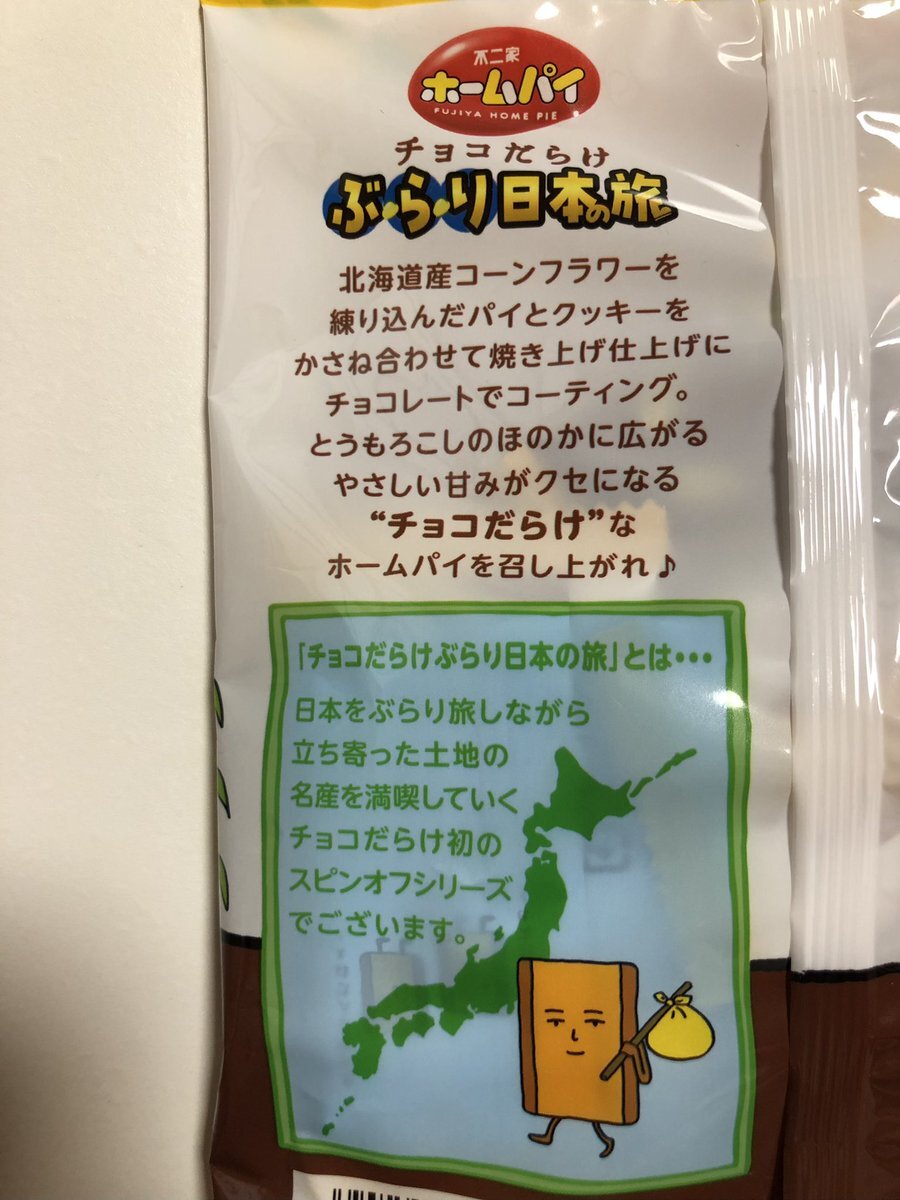 不二家
ホームパイ
FUJIYA HOME PIE
チョコだらけ
ぶらり日本の旅
北海道産コーンフラワーを
練り込んだパイとクッキーを
かさね合わせて焼き上げ仕上げに
チョコレートでコーティング。
とうもろこしのほのかに広がる
やさしい甘みがクセになる
“チョコだらけ”な
ホームパイを召し上がれ♪
「チョコだらけぶらり日本の旅」とは・・・
日本をぶらり旅しながら
立ち寄った土地の
名産を満喫していく
チョコだらけ初の
スピンオフシリーズ
でございます。